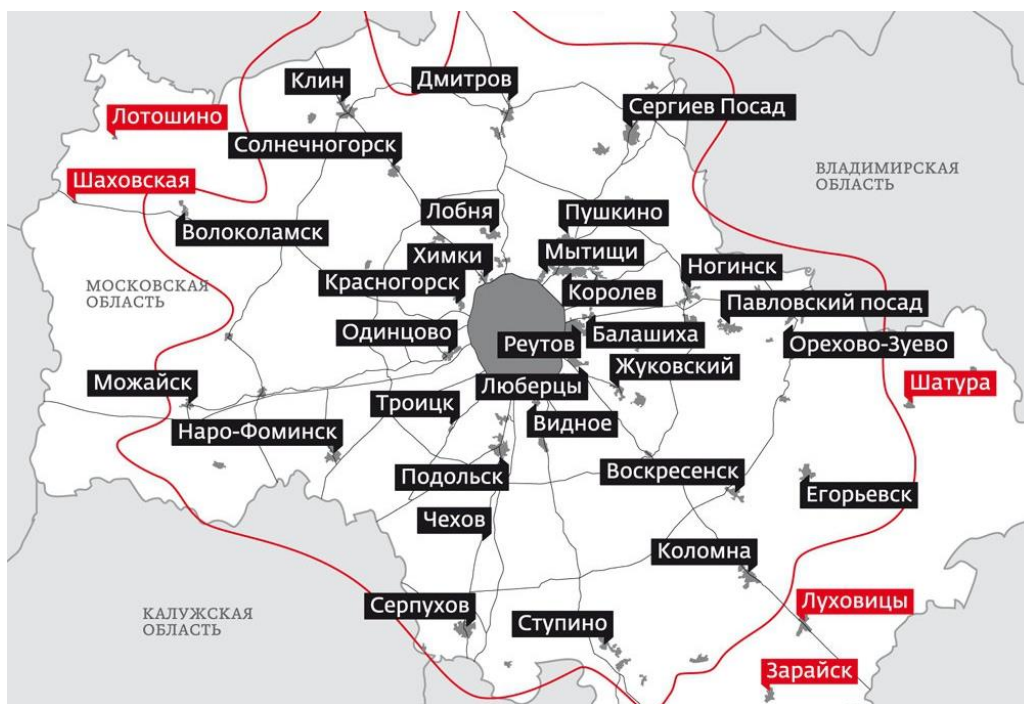 Клин
Дмитров
Сергиев Посад
Лотошино
Солнечногорск
ВЛАДИМИРСКАЯ
ОБЛАСТЬ
Шаховская
Волоколамск
Лобня
Пушкино
Химки
Мытищи
Ногинск
МОСКОВСКАЯ
ОБЛАСТЬ
Красногорск
Королев
Павловский посад
Одинцово
Реутов
Балашиха
Орехово-Зуево
Жуковский
Можайск
Люберцы
Шатура
Троицк
Видное
Наро-Фоминск
Подольск
Воскресенск
Егорьевск
Чехов
Коломна
КАЛУЖСКАЯ
ОБЛАСТЬ
Серпухов
Ступино
Луховицы
Зарайск